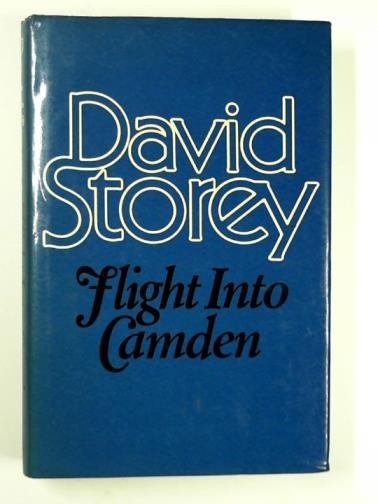 David
Storey
Flight Into
Camden